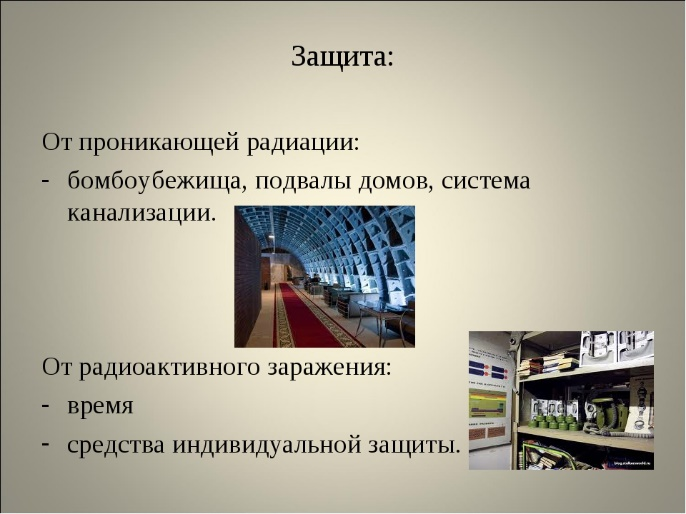 Защита:
От проникающей радиации:
- бомбоубежища, подвалы домов, система
канализации.
От радиоактивного заражения:
- время
- средства индивидуальной защиты.